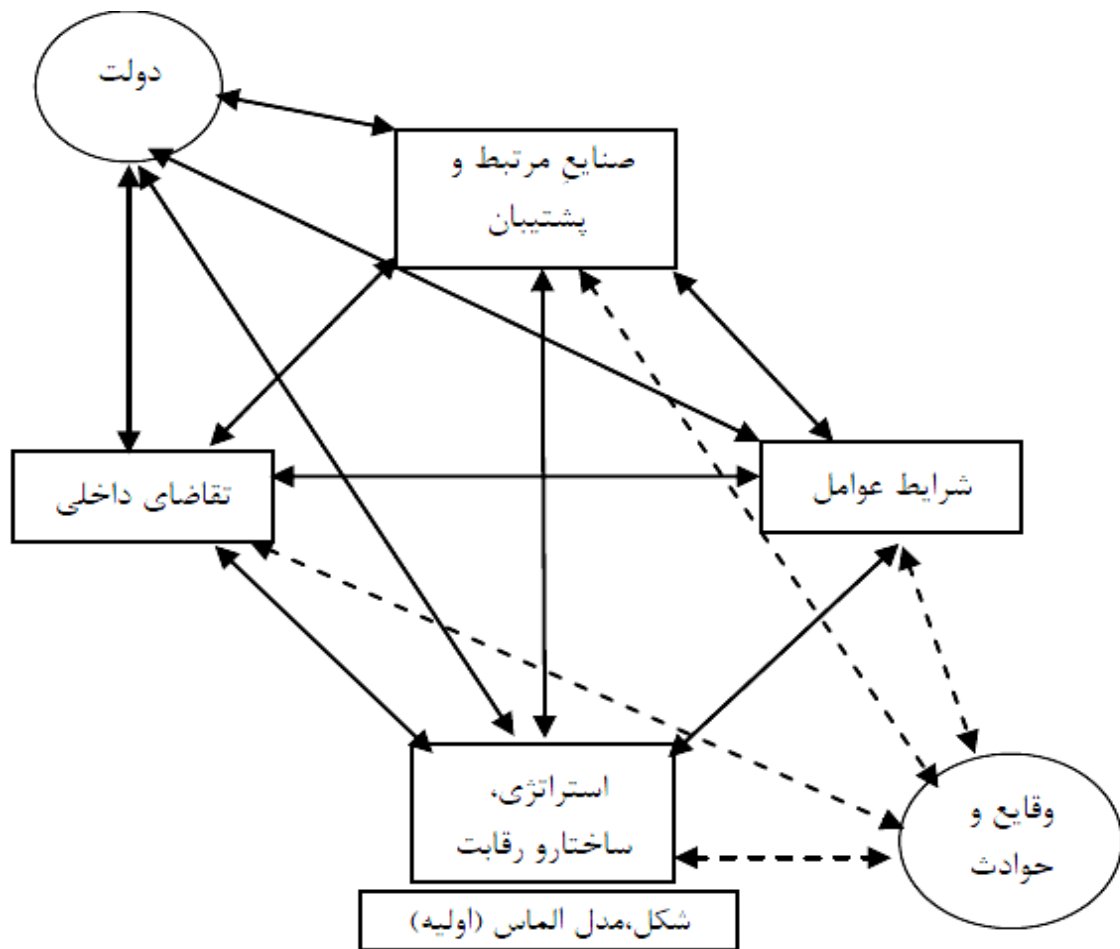 دولت
صنایعِ مرتبط و
پشتیبان
شرایط عوامل
تقاضای داخلی
استراتژی،
ساختارو رقابت
وقایع و
حوادث
شکل،مدل الماس (اولیه)